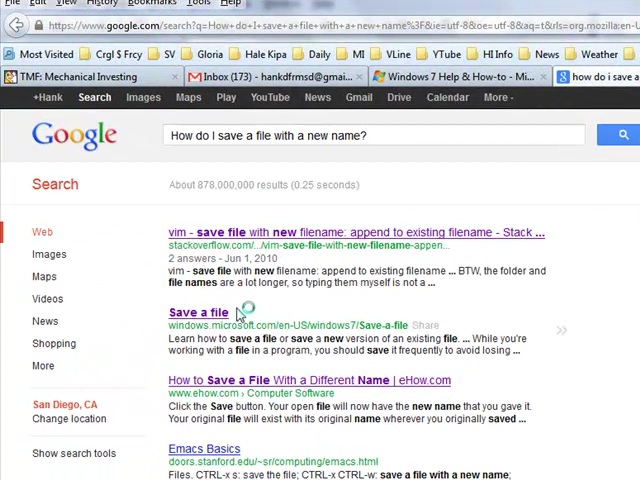 File Edit View History Bookmarks Tools Help
https://www.google.com/search?q=How+do+I+save+a+file+with+a+new+name%3F&ie=utf-8&oe=utf-8&aq=t&rls=org.mozilla:en-U
Most Visited Crgl $ Frcy SV Gloria Hale Kipa Daily MI VLine YTube HI Info News Weather
TMF: Mechanical Investing × Inbox (173) - hankdfrmsd@gmai... × Windows 7 Help & How-to - Mi... × how do i save a
+Hank Search Images Maps Play YouTube News Gmail Drive Calendar More -
Google How do I save a file with a new name?
Search About 878,000,000 results (0.25 seconds)
Web
Images
Maps
Videos
News
Shopping
More
San Diego, CA
Change location
Show search tools
vim - save file with new filename: append to existing filename - Stack ...
stackoverflow.com/.../vim-save-file-with-new-filename-appen...
2 answers - Jun 1, 2010
vim - save file with new filename: append to existing filename ... BTW, the folder and
file names are a lot longer, so typing them myself is not a ...
Save a file
windows.microsoft.com/en-US/windows7/Save-a-file Share
Learn how to save a file or save a new version of an existing file. ... While you're
working with a file in a program, you should save it frequently to avoid losing ...
How to Save a File With a Different Name | eHow.com
www.ehow.com › Computer Software
Click the Save button. Your open file will now have the new name that you gave it.
Your original file will exist with its original name wherever you originally saved ...
Emacs Basics
doors.stanford.edu/~sr/computing/emacs.html
Files. CTRL-x s: save the file; CTRL-x CTRL-w: save a file with a new name;